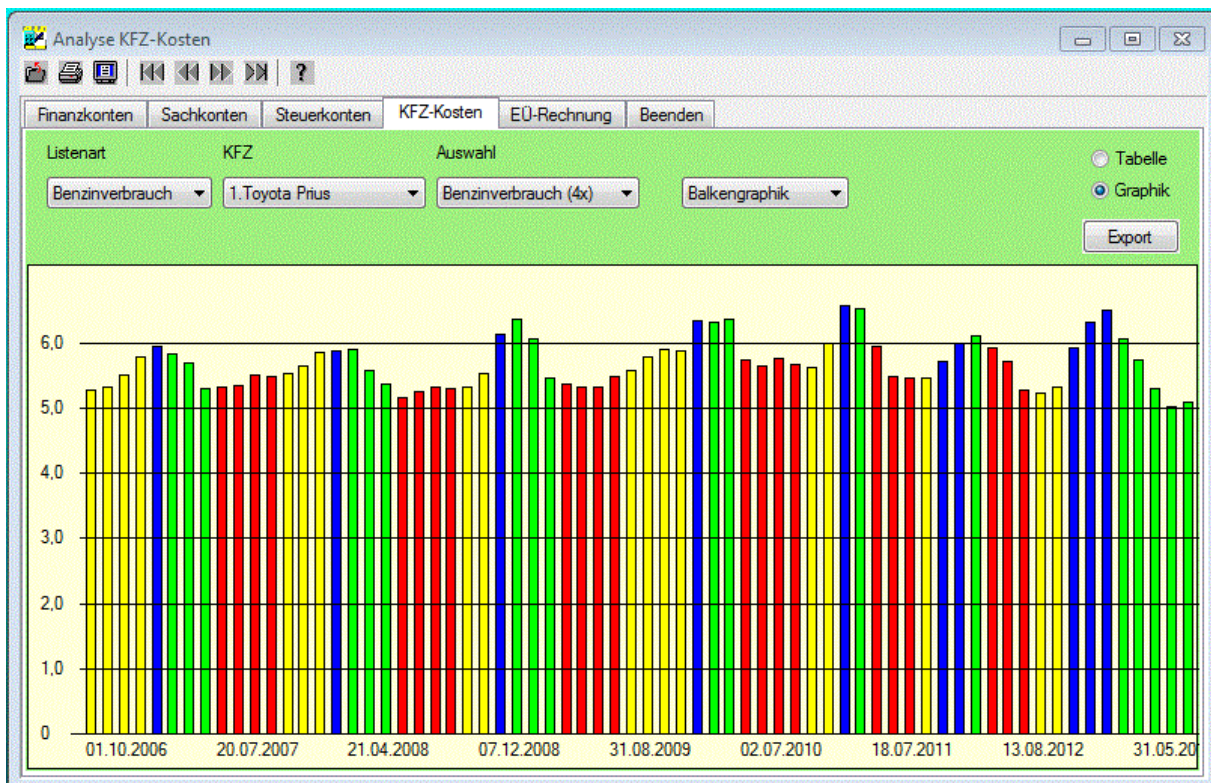 Analyse KFZ-Kosten
?
Finanzkonten Sachkonten Steuerkonten KFZ-Kosten EÜ-Rechnung Beenden
Listenart KFZ Auswahl
Tabelle
Benzinverbrauch 1.Toyota Prius Benzinverbrauch (4x) Balkengraphik Graphik
Export
6,0
5,0
4,0
3,0
2,0
1,0
0
01.10.2006 20.07.2007 21.04.2008 07.12.2008 31.08.2009 02.07.2010 18.07.2011 13.08.2012 31.05.20